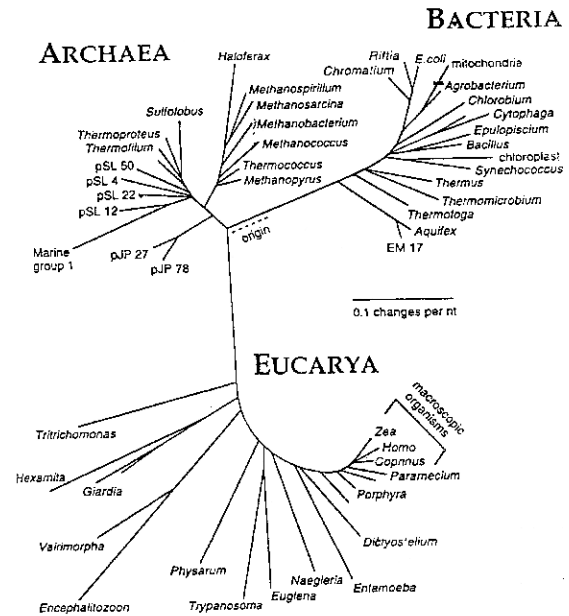 BACTERIA
ARCHAEA
Haloferax
Riftia
E.coli
Chromatium
mitochondria
Methanospirillum
Agrobacterium
Methanosarcina
Chlorobium
Sulfolobus
Methanobacterium
Cytophaga
Thermoproteus
Methanococcus
Epulopiscium
Thermofilum
Bacillus
pSL 50
Thermococcus
chloroplast
pSL 4
Methanopyrus
Synechococcus
pSL 22
Thermus
pSL 12
Thermomicrobium
Thermotoga
Marine
group 1
pJP 27
pJP 78
origin
Aquifex
EM 17
0.1 changes per nt
EUCARYA
macroscopic
organisms
Zea
Homo
Coprinus
Paramecium
Porphyra
Tritrichomonas
Hexamita
Giardia
Dictyostelium
Vairimorpha
Physarum
Naegleria
Entamoeba
Euglena
Encephalitozoon
Trypanosoma